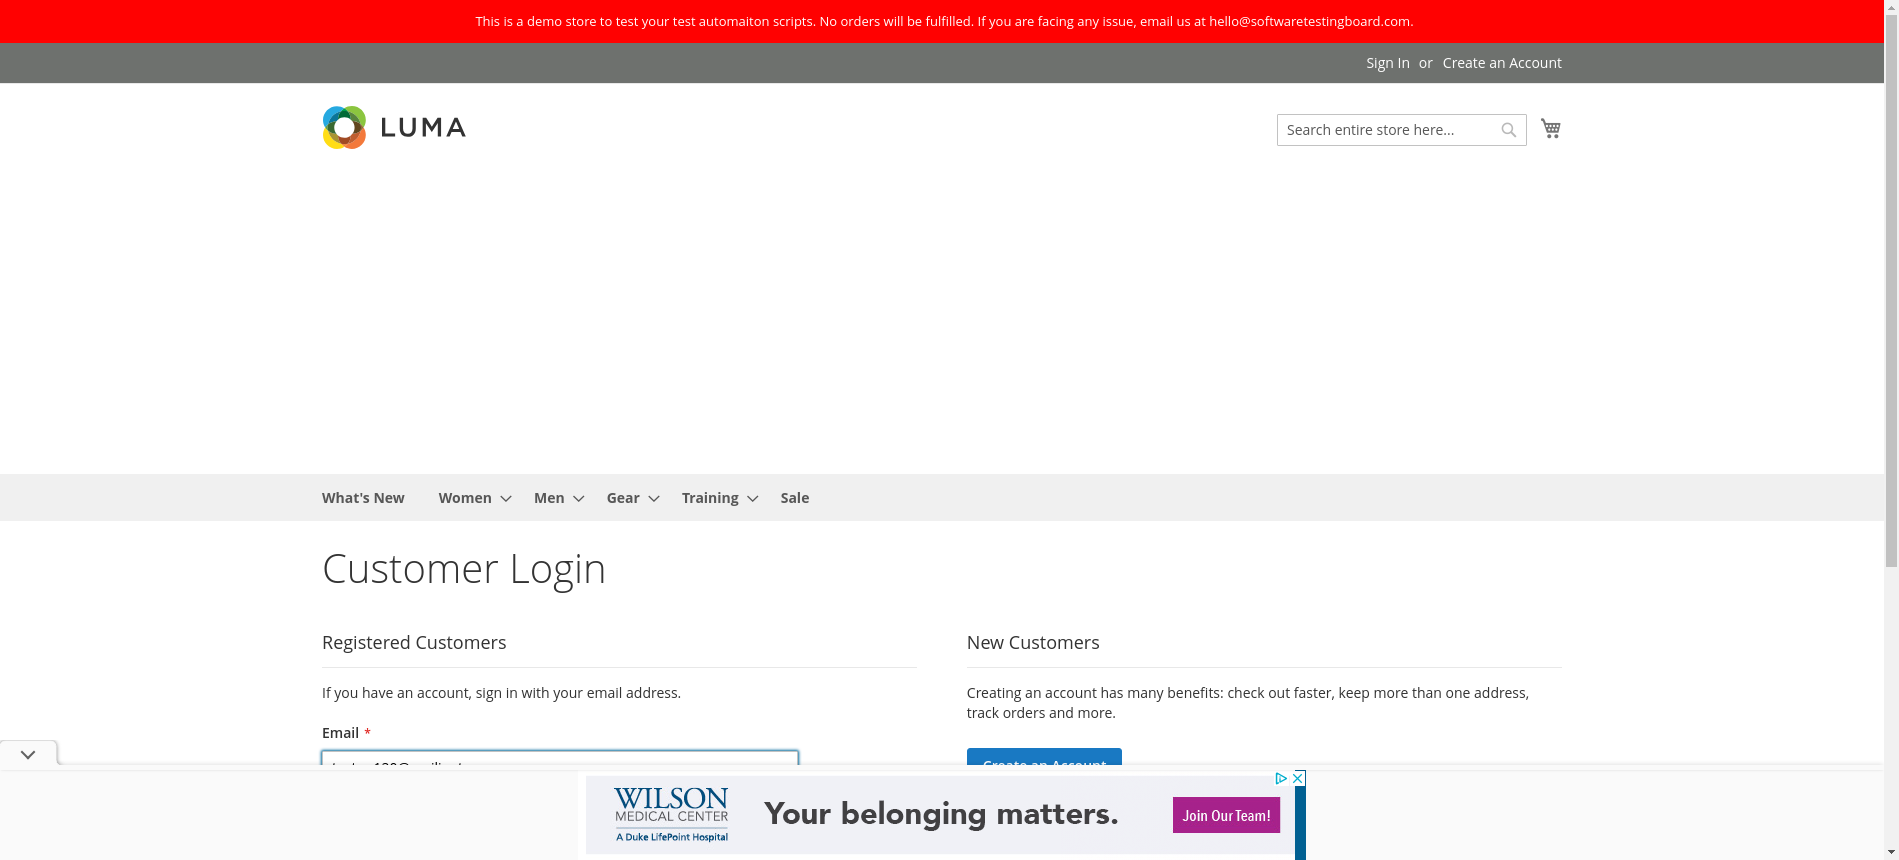 This is a demo store to test your test automaiton scripts. No orders will be fulfilled. If you are facing any issue, email us at hello@softwaretestingboard.com.
Sign In or Create an Account
LUMA
Search entire store here...
What's New Women Men Gear Training Sale
Customer Login
Registered Customers
If you have an account, sign in with your email address.
Email *
New Customers
Creating an account has many benefits: check out faster, keep more than one address,
track orders and more.
Create an Account
WILSON
MEDICAL CENTER
A Duke LifePoint Hospital
Your belonging matters.
Join Our Team!